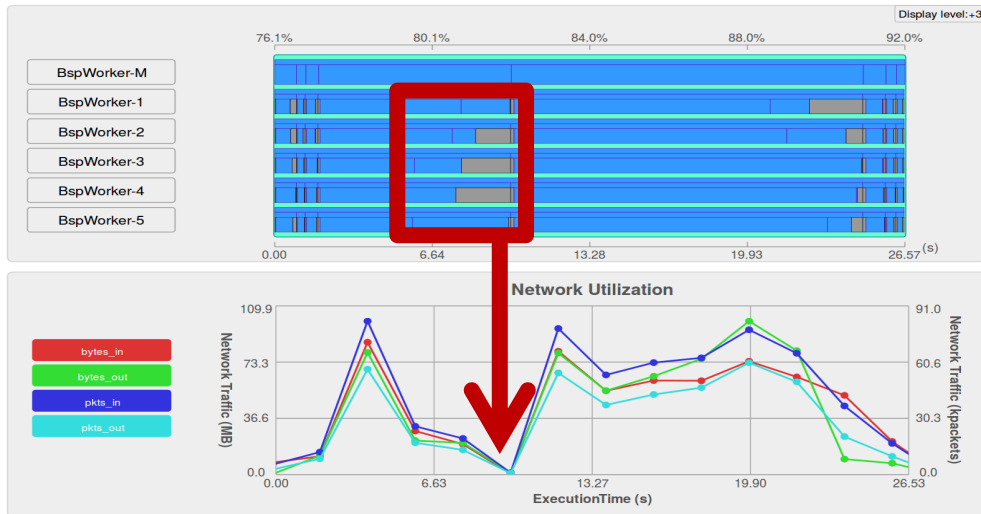 Display level:+3
76.1% 80.1% 84.0% 88.0% 92.0%
BspWorker-M
BspWorker-1
BspWorker-2
BspWorker-3
BspWorker-4
BspWorker-5
0.00 6.64 13.28 19.93 26.57 (s)
Network Utilization
109.9 91.0
bytes_in
73.3 60.6
bytes_out
pkts_in
36.6 30.3
pkts_out
Network Traffic (MB)
Network Traffic (kpackets)
0.0 0.0
0.00 6.63 13.27 19.90 26.53
ExecutionTime (s)